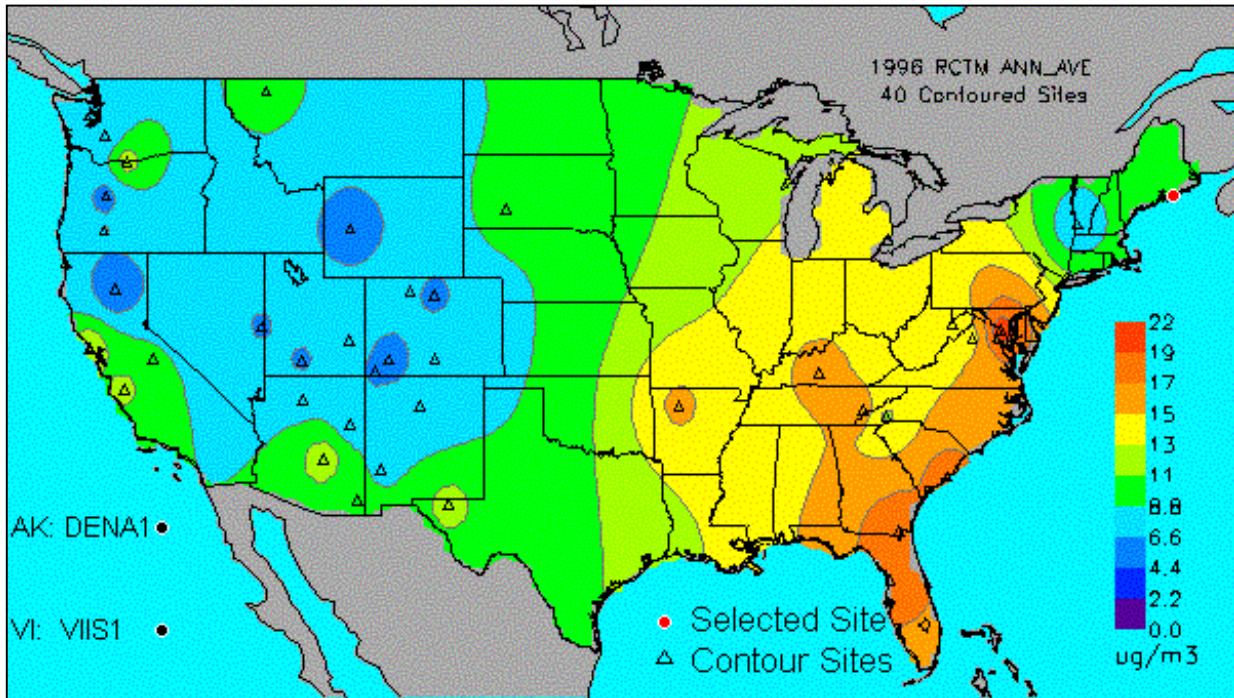 1996 RCTM ANN_AVE
40 Contoured Sites
22
19
17
15
13
11
8.8
6.6
4.4
2.2
0.0
ug/m3
AK: DENA1
VI: VIIS1
Selected Site
Contour Sites